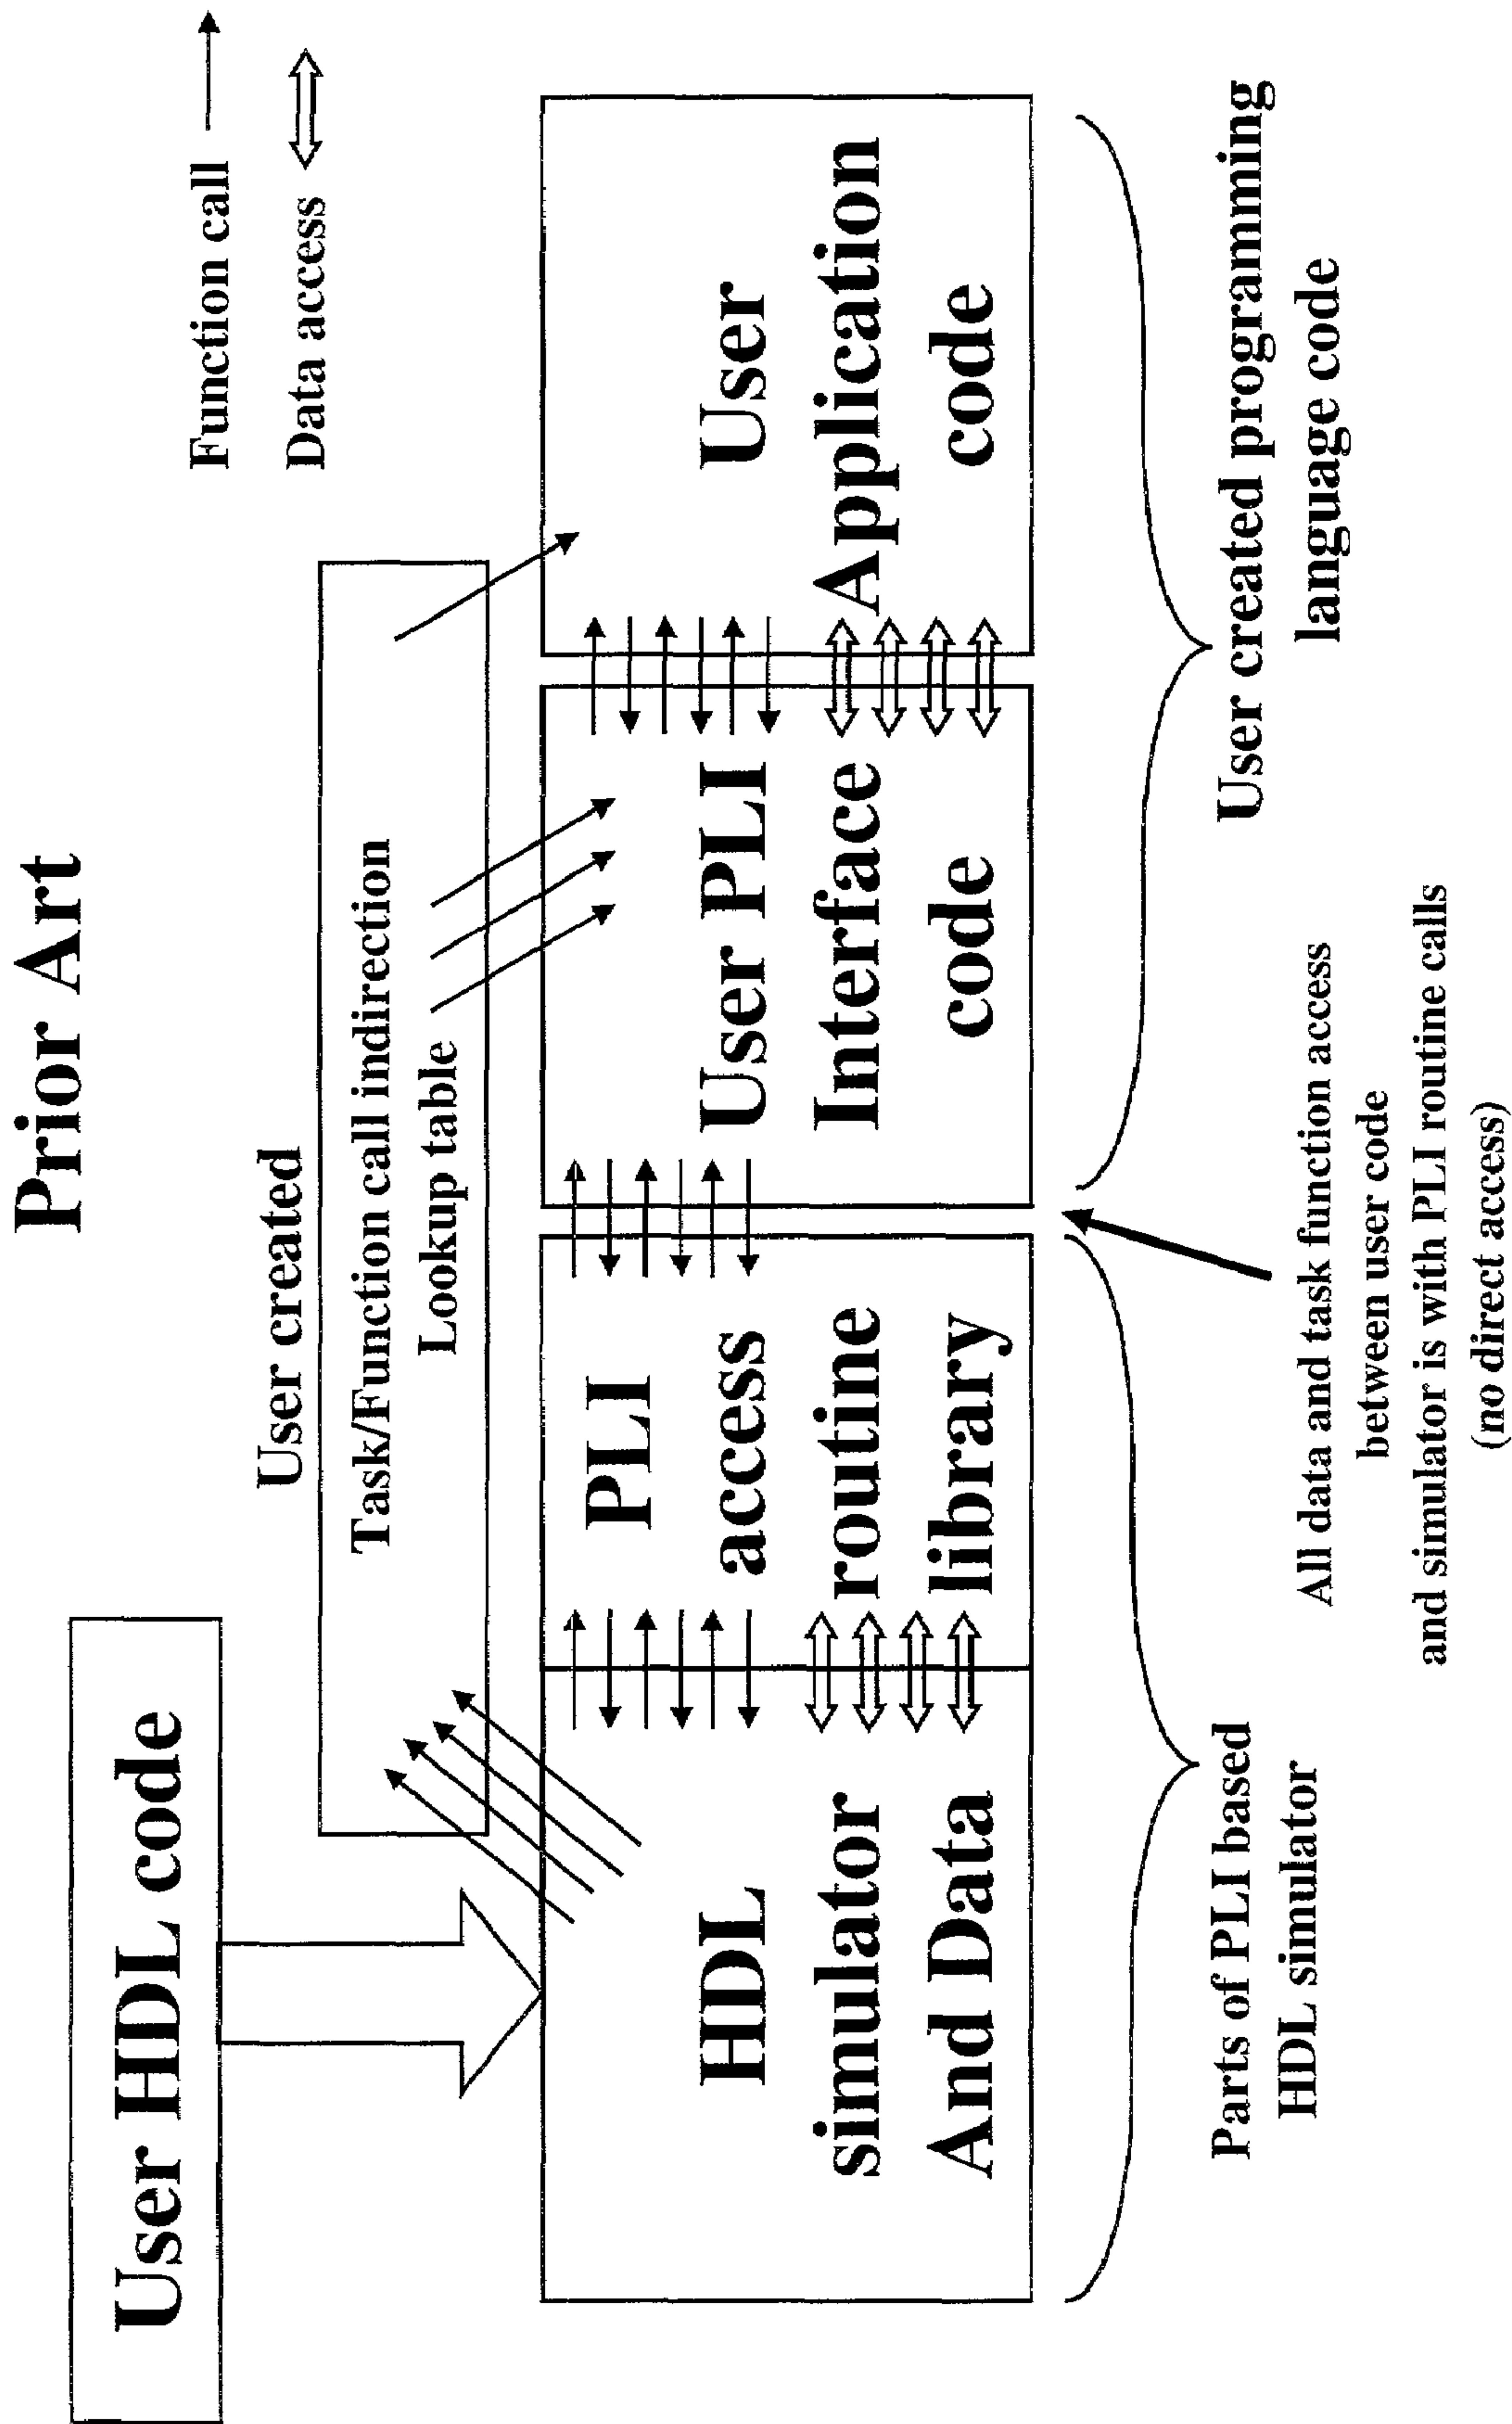 Prior Art
Function call
Data access
User HDL code
User created
Task/Function call indirection
Lookup table
HDL
simulator
And Data
PLI
access
routine
library
User PLI
Interface
code
User
Application
code
Parts of PLI based
HDL simulator
All data and task function access
between user code
and simulator is with PLI routine calls
(no direct access)
User created programming
language code